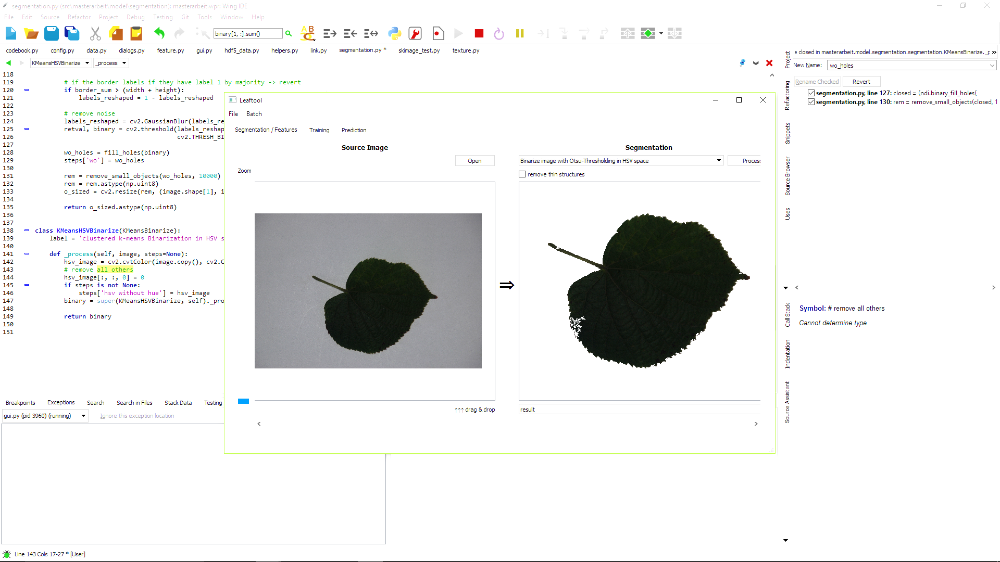 segmentation.py (src\masterarbeit\model\segmentation): masterarbeit.wpr: Wing IDE
File Edit Source Refactor Project Debug Testing Git Tools Window Help
binary[1, :].sum()
codebook.py config.py data.py dialogs.py feature.py gui.py hdf5_data.py helpers.py link.py segmentation.py * skimage_test.py texture.py
KMeansHSVBinarize _process
118
119 # if the border labels if they have label 1 by majority -> revert
120 if border_sum > (width + height):
121 labels_reshaped = 1 - labels_reshaped
122
123 # remove noise
124 labels_reshaped = cv2.GaussianBlur(labels_re
125 retval, binary = cv2.threshold(labels_reshap
126 cv2.THRESH_BI
127
128 wo_holes = fill_holes(binary)
129 steps['wo'] = wo_holes
130
131 rem = remove_small_objects(wo_holes, 10000)
132 rem = rem.astype(np.uint8)
133 o_sized = cv2.resize(rem, (image.shape[1], i
134
135 return o_sized.astype(np.uint8)
136
137
138 class KMeansHSVBinarize(KMeansBinarize):
139 label = 'clustered k-means Binarization in HSV s
140
141 def _process(self, image, steps=None):
142 hsv_image = cv2.cvtColor(image.copy(), cv2.C
143 # remove all others
144 hsv_image[:, :, 0] = 0
145 if steps is not None:
146 steps['hsv without hue'] = hsv_image
147 binary = super(KMeansHSVBinarize, self)._pro
148
149 return binary
150
151
Leaftool
File Batch
Segmentation / Features Training Prediction
Source Image
Open
Zoom
↑↑↑ drag & drop
⇒
Segmentation
Binarize image with Otsu-Thresholding in HSV space
Proces
remove thin structures
result
Breakpoints Exceptions Search Search in Files Stack Data Testing
gui.py (pid 3960) (running) Ignore this exception location
Line 143 Cols 17-27 * [User]
Project
Refactoring
Snippets
Source Browser
Uses
Call Stack
Indentation
Source Assistant
e closed in masterarbeit.model.segmentation.segmentation.KMeansBinarize._p
New Name: wo_holes
Rename Checked Revert
segmentation.py, line 127: closed = (ndi.binary_fill_holes(
segmentation.py, line 130: rem = remove_small_objects(closed, 1
Symbol: # remove all others
Cannot determine type